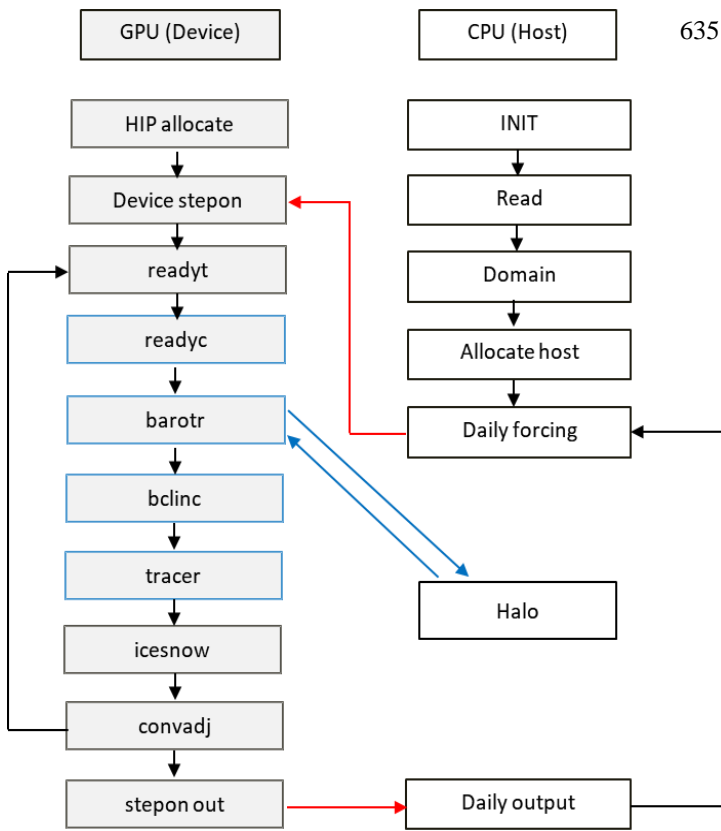 GPU (Device)
CPU (Host)
635
HIP allocate
Device stepon
readyt
readyc
barotr
bclinc
tracer
icesnow
convadj
stepon out
INIT
Read
Domain
Allocate host
Daily forcing
Halo
Daily output